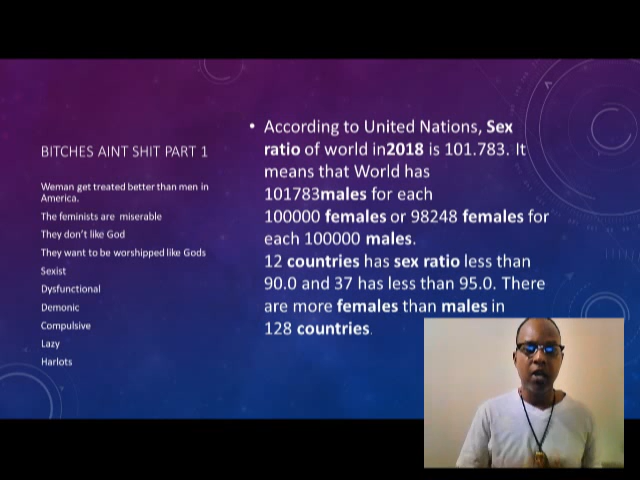 BITCHES AINT SHIT PART 1
Weman get treated better than men in
America.
The feminists are miserable
They don't like God
They want to be worshipped like Gods
Sexist
Dysfunctional
Demonic
Compulsive
Lazy
Harlots
• According to United Nations, Sex
ratio of world in2018 is 101.783. It
means that World has
101783males for each
100000 females or 98248 females for
each 100000 males.
12 countries has sex ratio less than
90.0 and 37 has less than 95.0. There
are more females than males in
128 countries.